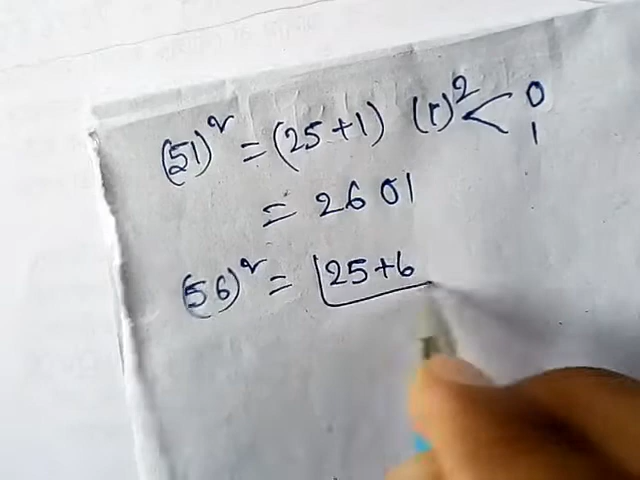 (51)² = (25+1) (1)² < 0 1
= 26 01
(56)² = 25+6